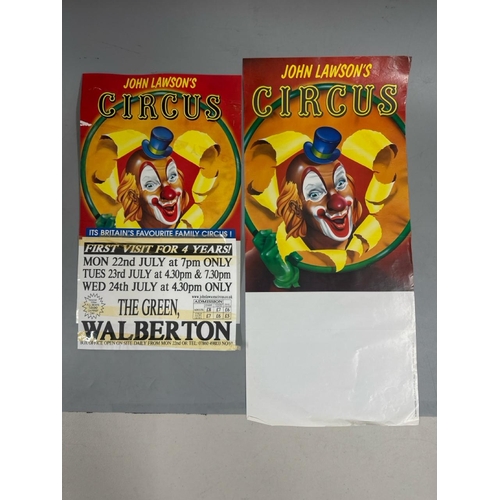 JOHN LAWSON'S
CIRCUS
ITS BRITAIN'S FAVOURITE FAMILY CIRCUS !
FIRST VISIT FOR 4 YEARS!
MON 22nd JULY at 7pm ONLY
TUES 23rd JULY at 4.30pm & 7.30pm
WED 24th JULY at 4.30pm ONLY
THE GREEN,
ADMISSION
WALBERTON
JOHN LAWSON'S
CIRCUS